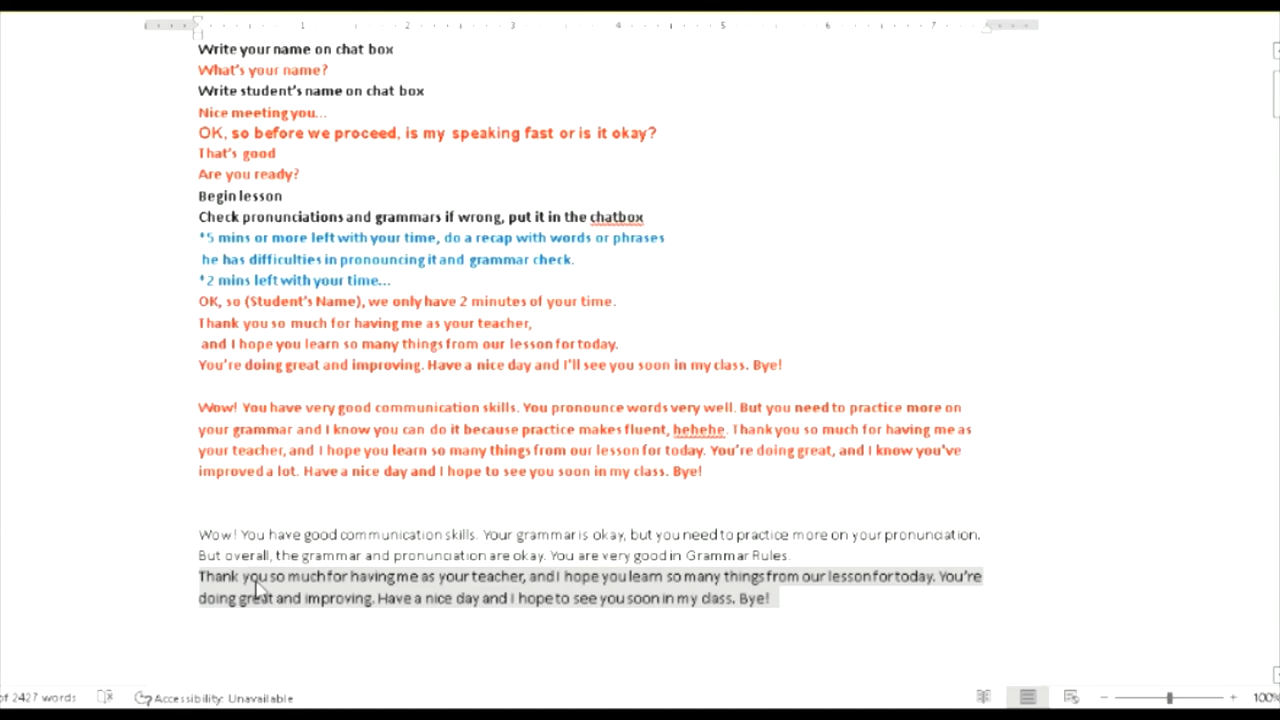 1 2 3 4 5 6 7
Write your name on chat box
What's your name?
Write student's name on chat box
Nice meeting you...
OK, so before we proceed, is my speaking fast or is it okay?
That's good
Are you ready?
Begin lesson
Check pronunciations and grammars if wrong, put it in the chatbox
*5 mins or more left with your time, do a recap with words or phrases
he has difficulties in pronouncing it and grammar check.
*2 mins left with your time...
OK, so (Student's Name), we only have 2 minutes of your time.
Thank you so much for having me as your teacher,
and I hope you learn so many things from our lesson for today.
You're doing great and improving. Have a nice day and I'll see you soon in my class. Bye!
Wow! You have very good communication skills. You pronounce words very well. But you need to practice more on
your grammar and I know you can do it because practice makes fluent, hehehe. Thank you so much for having me as
your teacher, and I hope you learn so many things from our lesson for today. You're doing great, and I know you've
improved a lot. Have a nice day and I hope to see you soon in my class. Bye!
Wow! You have good communication skills. Your grammar is okay, but you need to practice more on your pronunciation.
But overall, the grammar and pronunciation are okay. You are very good in Grammar Rules.
Thank you so much for having me as your teacher, and I hope you learn so many things from our lesson for today. You're
doing great and improving. Have a nice day and I hope to see you soon in my class. Bye!
of 2427 words Accessibility: Unavailable 100%